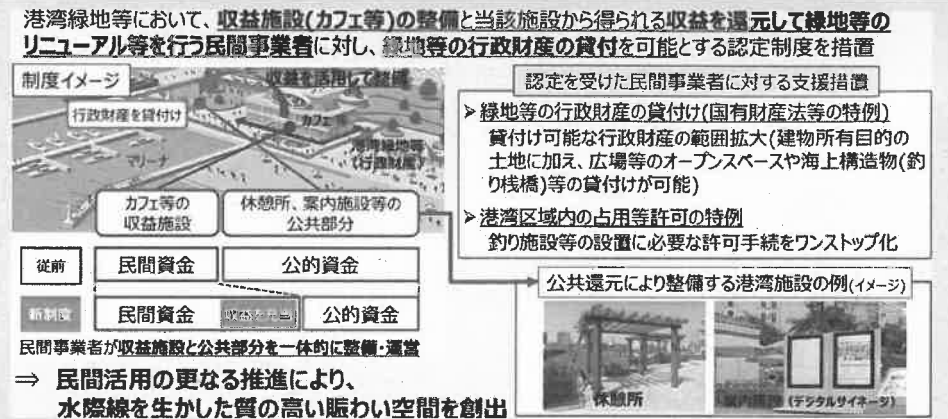 港湾緑地等において、収益施設(カフェ等)の整備と当該施設から得られる収益を還元して緑地等の
リニューアル等を行う民間事業者に対し、緑地等の行政財産の貸付を可能とする認定制度を措置
制度イメージ
収益を活用して整備
行政財産を貸付け
カフェ
マリーナ
港湾緑地等
(行政財産)
カフェ等の
収益施設
休憩所、案内施設等の
公共部分
従前
民間資金
公的資金
新制度
民間資金
収益を充当
公的資金
民間事業者が収益施設と公共部分を一体的に整備・運営
⇒ 民間活用の更なる推進により、
水際線を生かした質の高い賑わい空間を創出
認定を受けた民間事業者に対する支援措置
➢緑地等の行政財産の貸付け(国有財産法等の特例)
貸付け可能な行政財産の範囲拡大(建物所有目的の
土地に加え、広場等のオープンスペースや海上構造物(釣
り桟橋)等の貸付けが可能)
➢港湾区域内の占用等許可の特例
釣り施設等の設置に必要な許可手続をワンストップ化
公共還元により整備する港湾施設の例(イメージ)
休憩所
案内施設 (デジタルサイネージ)